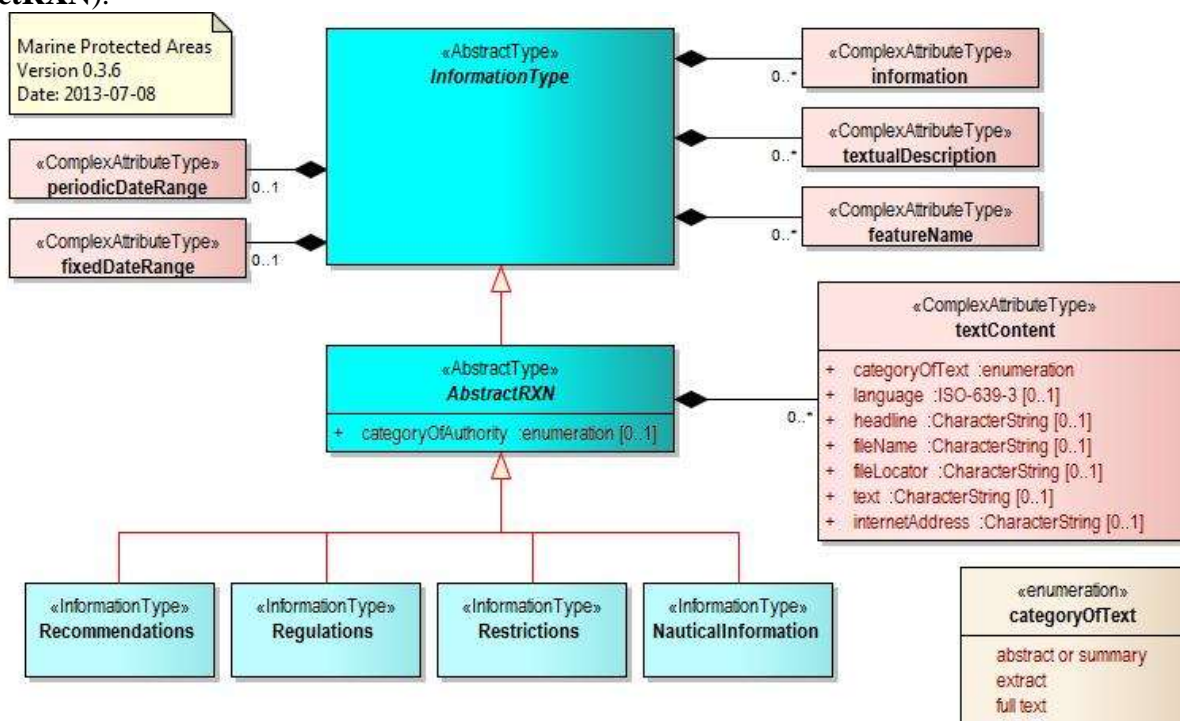 ctRXN).
Marine Protected Areas
Version 0.3.6
Date: 2013-07-08
«AbstractType»
InformationType
«ComplexAttributeType»
information
0..*
«ComplexAttributeType»
textualDescription
0..*
«ComplexAttributeType»
featureName
0..*
«ComplexAttributeType»
periodicDateRange
0..1
«ComplexAttributeType»
fixedDateRange
0..1
«AbstractType»
AbstractRXN
+ categoryOfAuthority :enumeration [0..1]
0..*
«ComplexAttributeType»
textContent
+ categoryOfText :enumeration
+ language :ISO-639-3 [0..1]
+ headline :CharacterString [0..1]
+ fileName :CharacterString [0..1]
+ fileLocator :CharacterString [0..1]
+ text :CharacterString [0..1]
+ internetAddress :CharacterString [0..1]
«InformationType»
Recommendations
«InformationType»
Regulations
«InformationType»
Restrictions
«InformationType»
NauticalInformation
«enumeration»
categoryOfText
abstract or summary
extract
full text